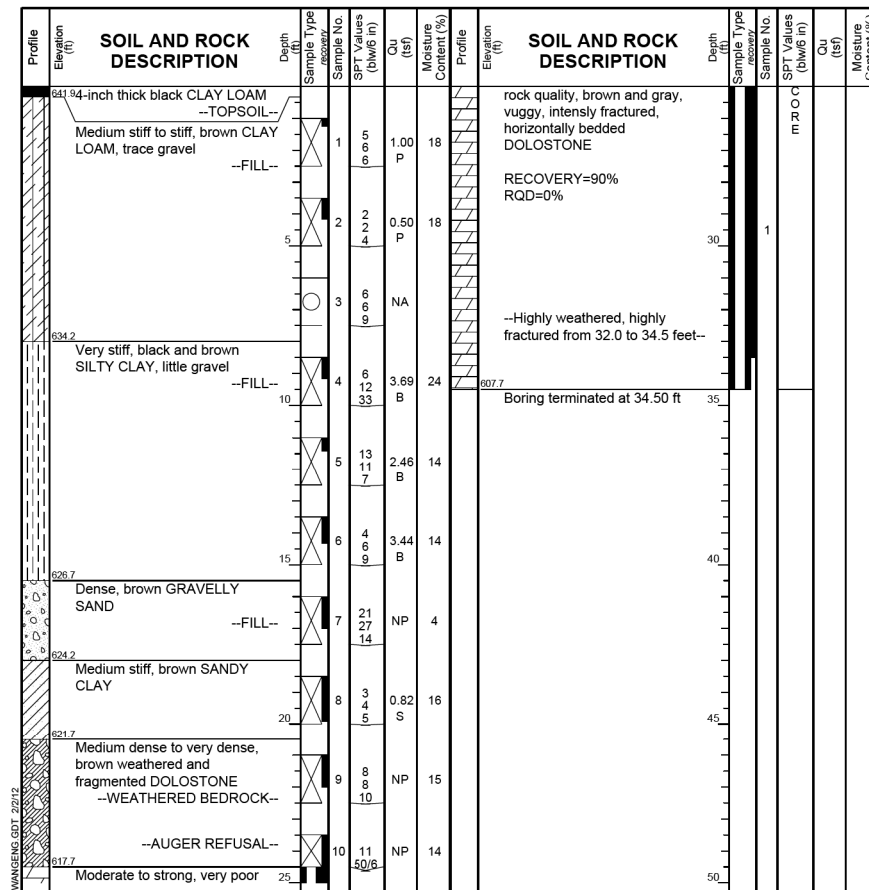 Profile
Elevation (ft)
SOIL AND ROCK
DESCRIPTION
Depth (ft)
Sample Type
recovery
Sample No.
SPT Values (blw/6 in)
Qu (tsf)
Moisture Content (%)
641.9
4-inch thick black CLAY LOAM
--TOPSOIL--
Medium stiff to stiff, brown CLAY
LOAM, trace gravel
--FILL--
1
5
6
6
1.00
P
18
2
2
2
4
0.50
P
18
5
3
6
6
9
NA
634.2
Very stiff, black and brown
SILTY CLAY, little gravel
--FILL--
4
6
12
33
3.69
B
24
10
5
13
11
7
2.46
B
14
6
4
6
9
3.44
B
14
15
626.7
Dense, brown GRAVELLY
SAND
--FILL--
7
21
27
14
NP
4
624.2
Medium stiff, brown SANDY
CLAY
8
3
4
5
0.82
S
16
20
621.7
Medium dense to very dense,
brown weathered and
fragmented DOLOSTONE
--WEATHERED BEDROCK--
9
8
8
10
NP
15
--AUGER REFUSAL--
10
11
50/6
NP
14
617.7
Moderate to strong, very poor
25
WANGENG.GDT 2/2/12
Profile
Elevation (ft)
SOIL AND ROCK
DESCRIPTION
Depth (ft)
Sample Type
recovery
Sample No.
SPT Values (blw/6 in)
Qu (tsf)
Moisture Content (%)
rock quality, brown and gray,
vuggy, intensly fractured,
horizontally bedded
DOLOSTONE
RECOVERY=90%
RQD=0%
1
C
O
R
E
30
--Highly weathered, highly
fractured from 32.0 to 34.5 feet--
607.7
Boring terminated at 34.50 ft
35
40
45
50